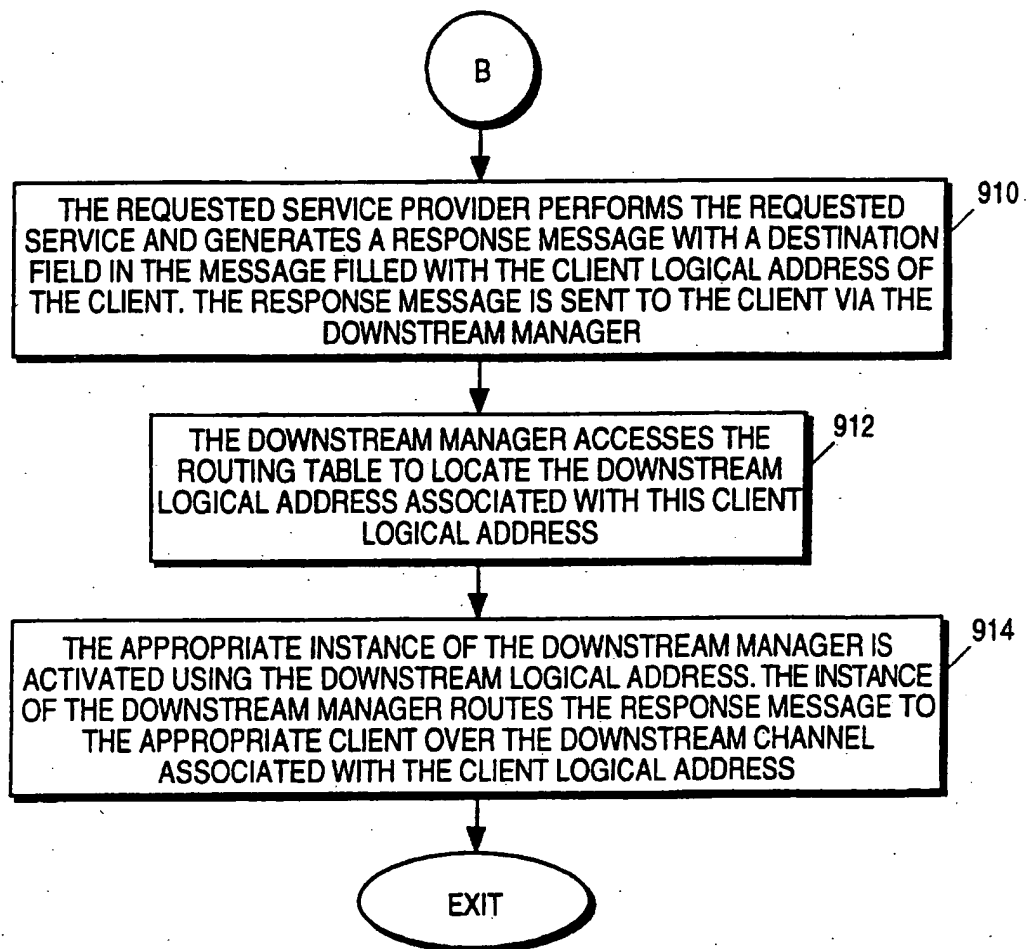 B
910
THE REQUESTED SERVICE PROVIDER PERFORMS THE REQUESTED
SERVICE AND GENERATES A RESPONSE MESSAGE WITH A DESTINATION
FIELD IN THE MESSAGE FILLED WITH THE CLIENT LOGICAL ADDRESS OF
THE CLIENT. THE RESPONSE MESSAGE IS SENT TO THE CLIENT VIA THE
DOWNSTREAM MANAGER
912
THE DOWNSTREAM MANAGER ACCESSES THE
ROUTING TABLE TO LOCATE THE DOWNSTREAM
LOGICAL ADDRESS ASSOCIATED WITH THIS CLIENT
LOGICAL ADDRESS
914
THE APPROPRIATE INSTANCE OF THE DOWNSTREAM MANAGER IS
ACTIVATED USING THE DOWNSTREAM LOGICAL ADDRESS. THE INSTANCE
OF THE DOWNSTREAM MANAGER ROUTES THE RESPONSE MESSAGE TO
THE APPROPRIATE CLIENT OVER THE DOWNSTREAM CHANNEL
ASSOCIATED WITH THE CLIENT LOGICAL ADDRESS
EXIT